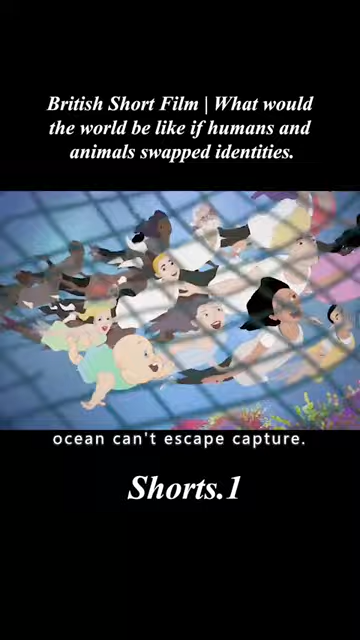 British Short Film | What would
the world be like if humans and
animals swapped identities.
ocean can't escape capture.
Shorts.1